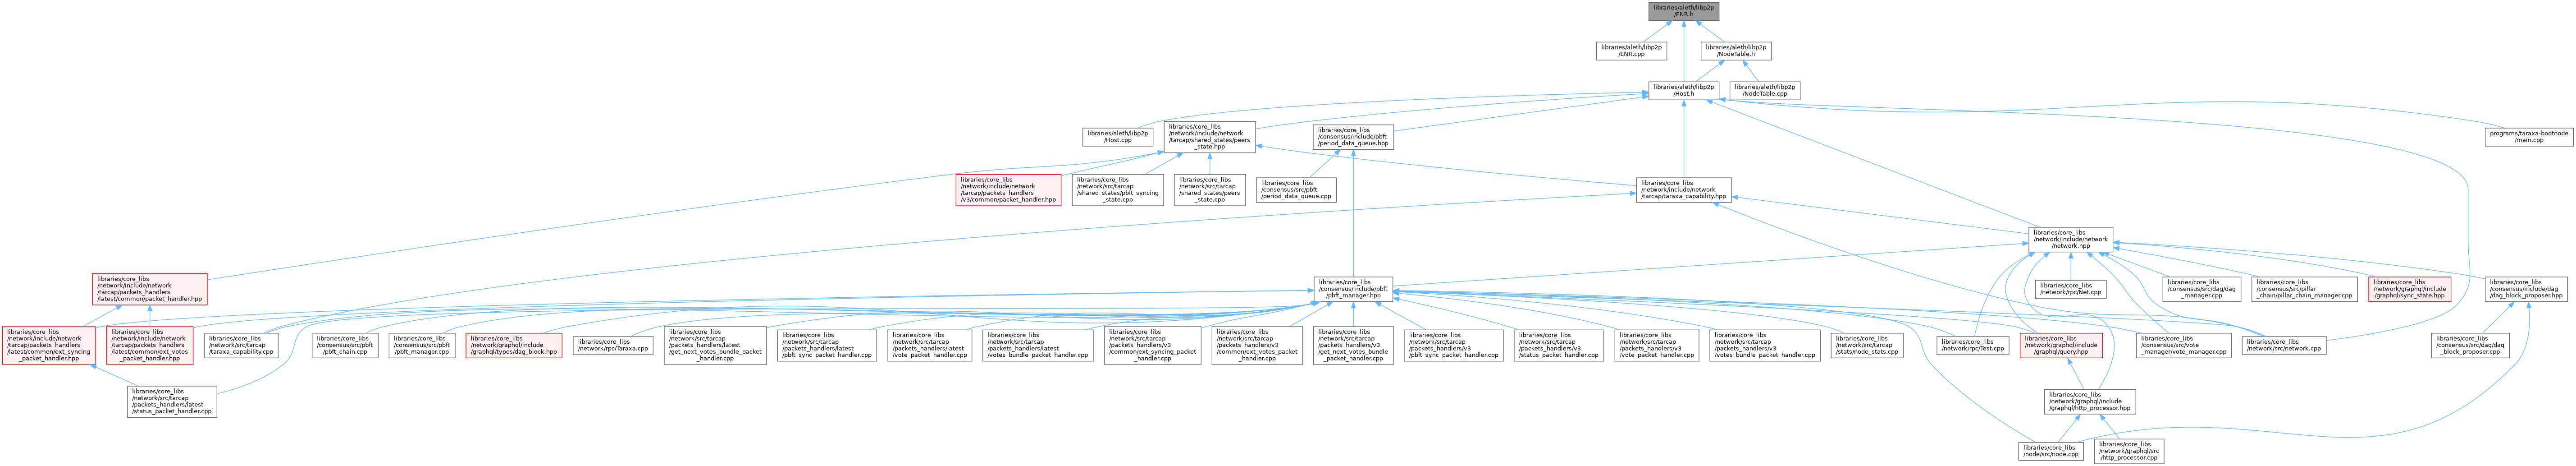 libraries/aleth/libp2p
/ENR.h
libraries/aleth/libp2p
/ENR.cpp
libraries/aleth/libp2p
/NodeTable.h
libraries/aleth/libp2p
/Host.h
libraries/aleth/libp2p
/NodeTable.cpp
libraries/aleth/libp2p
/Host.cpp
libraries/core_libs
/network/include/network
/tarcap/shared_states/peers
_state.hpp
libraries/core_libs
/consensus/include/pbft
/period_data_queue.hpp
programs/taraxa-bootnode
/main.cpp
libraries/core_libs
/network/include/network
/tarcap/packets_handlers
/v3/common/packet_handler.hpp
libraries/core_libs
/network/src/tarcap
/shared_states/pbft_syncing
_state.cpp
libraries/core_libs
/network/src/tarcap
/shared_states/peers
_state.cpp
libraries/core_libs
/consensus/src/pbft
/period_data_queue.cpp
libraries/core_libs
/network/include/network
/tarcap/taraxa_capability.hpp
libraries/core_libs
/network/include/network
/network.hpp
libraries/core_libs
/network/include/network
/tarcap/packets_handlers
/latest/common/packet_handler.hpp
libraries/core_libs
/consensus/include/pbft
/pbft_manager.hpp
libraries/core_libs
/network/rpc/Net.cpp
libraries/core_libs
/consensus/src/dag/dag
_manager.cpp
libraries/core_libs
/consensus/src/pillar
_chain/pillar_chain_manager.cpp
libraries/core_libs
/network/graphql/include
/graphql/sync_state.hpp
libraries/core_libs
/consensus/include/dag
/dag_block_proposer.hpp
libraries/core_libs
/network/include/network
/tarcap/packets_handlers
/latest/common/ext_syncing
_packet_handler.hpp
libraries/core_libs
/network/include/network
/tarcap/packets_handlers
/latest/common/ext_votes
_packet_handler.hpp
libraries/core_libs
/network/src/tarcap
/taraxa_capability.cpp
libraries/core_libs
/consensus/src/pbft
/pbft_chain.cpp
libraries/core_libs
/consensus/src/pbft
/pbft_manager.cpp
libraries/core_libs
/network/graphql/include
/graphql/types/dag_block.hpp
libraries/core_libs
/network/rpc/Taraxa.cpp
libraries/core_libs
/network/src/tarcap
/packets_handlers/latest
/get_next_votes_bundle_packet
_handler.cpp
libraries/core_libs
/network/src/tarcap
/packets_handlers/latest
/pbft_sync_packet_handler.cpp
libraries/core_libs
/network/src/tarcap
/packets_handlers/latest
/vote_packet_handler.cpp
libraries/core_libs
/network/src/tarcap
/packets_handlers/latest
/votes_bundle_packet_handler.cpp
libraries/core_libs
/network/src/tarcap
/packets_handlers/v3
/common/ext_syncing_packet
_handler.cpp
libraries/core_libs
/network/src/tarcap
/packets_handlers/v3
/common/ext_votes_packet
_handler.cpp
libraries/core_libs
/network/src/tarcap
/packets_handlers/v3
/get_next_votes_bundle
_packet_handler.cpp
libraries/core_libs
/network/src/tarcap
/packets_handlers/v3
/pbft_sync_packet_handler.cpp
libraries/core_libs
/network/src/tarcap
/packets_handlers/v3
/status_packet_handler.cpp
libraries/core_libs
/network/src/tarcap
/packets_handlers/v3
/vote_packet_handler.cpp
libraries/core_libs
/network/src/tarcap
/packets_handlers/v3
/votes_bundle_packet_handler.cpp
libraries/core_libs
/network/src/tarcap
/stats/node_stats.cpp
libraries/core_libs
/network/rpc/Test.cpp
libraries/core_libs
/network/graphql/include
/graphql/query.hpp
libraries/core_libs
/consensus/src/vote
_manager/vote_manager.cpp
libraries/core_libs
/network/src/network.cpp
libraries/core_libs
/consensus/src/dag/dag
_block_proposer.cpp
libraries/core_libs
/network/src/tarcap
/packets_handlers/latest
/status_packet_handler.cpp
libraries/core_libs
/network/graphql/include
/graphql/http_processor.hpp
libraries/core_libs
/node/src/node.cpp
libraries/core_libs
/network/graphql/src
/http_processor.cpp